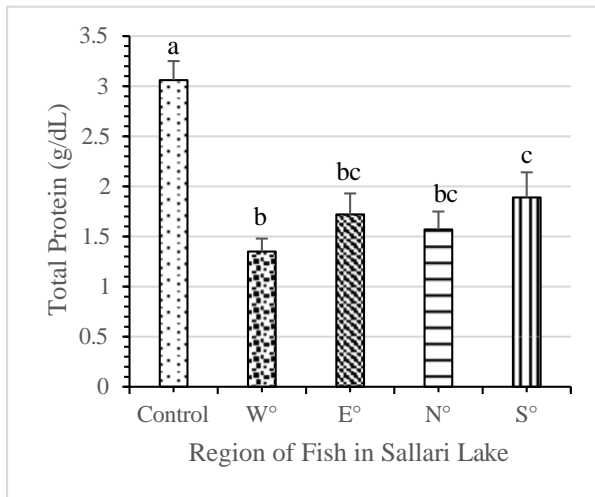 3.5
3
2.5
2
1.5
1
0.5
0
Total Protein (g/dL)
a
b
bc
bc
c
Control W° E° N° S°
Region of Fish in Sallari Lake